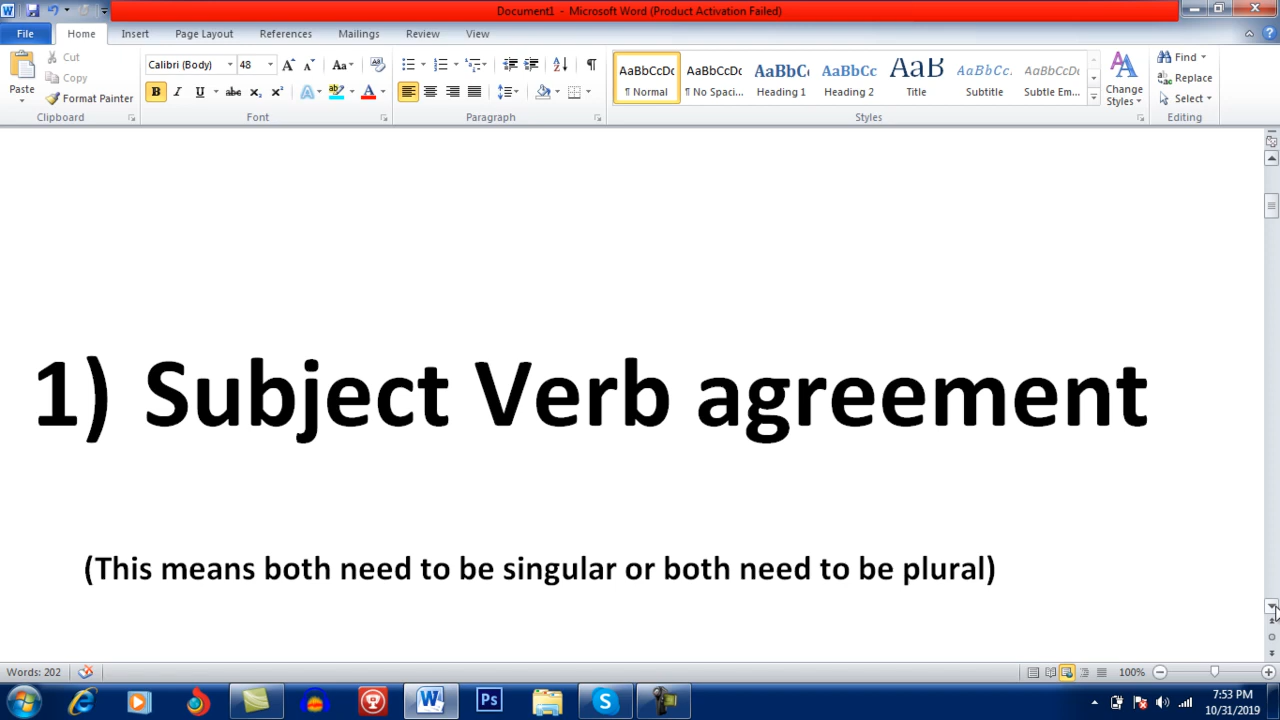 Document1 - Microsoft Word (Product Activation Failed)
File Home Insert Page Layout References Mailings Review View
Cut
Copy
Format Painter
Paste
Clipboard
Calibri (Body) 48
Font
Paragraph
AaBbCcDc AaBbCcDc AaBbCc AaBbCc AaB AaBbCc. AaBbCcDc
¶ Normal ¶ No Spaci... Heading 1 Heading 2 Title Subtitle Subtle Em...
Change
Styles
Styles
Find
Replace
Select
Editing
1) Subject Verb agreement
(This means both need to be singular or both need to be plural)
Words: 202
100%
7:53 PM
10/31/2019